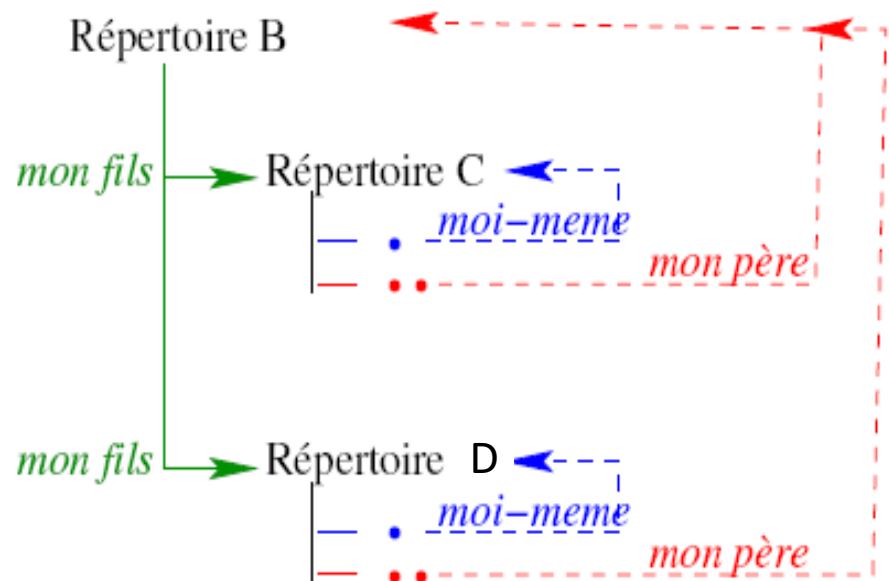 Répertoire B
mon fils Répertoire C
moi-meme
mon père
mon fils Répertoire D
moi-meme
mon père